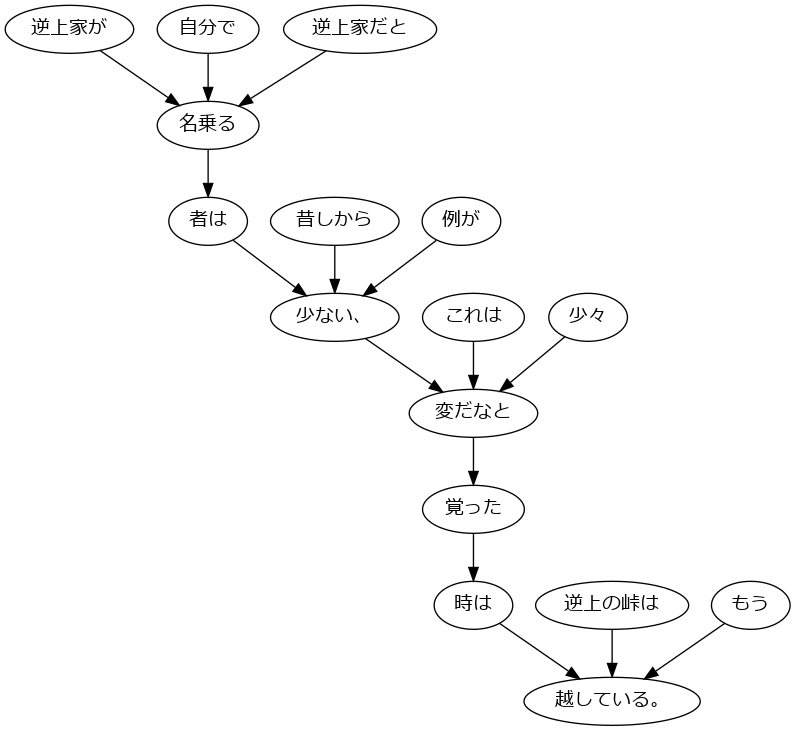 逆上家が 自分で 逆上家だと
名乗る
者は 昔しから 例が
少ない、 これは 少々
変だなと
覚った
時は 逆上の峠は もう
越している。